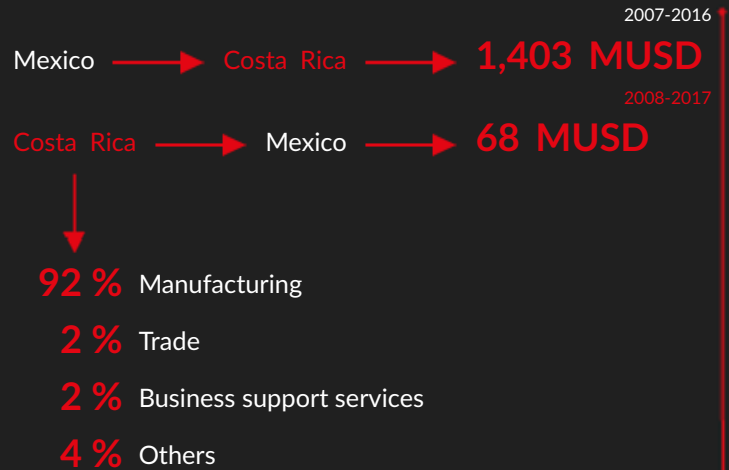 2007-2016
Mexico Costa Rica 1,403 MUSD
2008-2017
Costa Rica Mexico 68 MUSD
92 % Manufacturing
2 % Trade
2 % Business support services
4 % Others